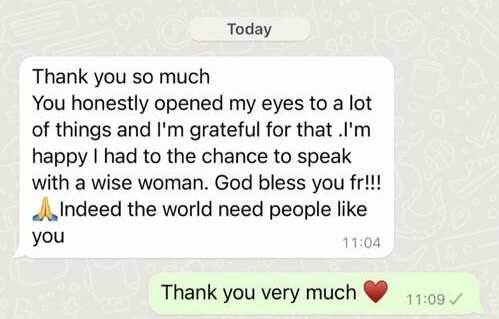 Today
Thank you so much
You honestly opened my eyes to a lot
of things and I'm grateful for that .I'm
happy I had to the chance to speak
with a wise woman. God bless you fr!!!
🙏Indeed the world need people like
you
11:04
Thank you very much ♥️
11:09 ✓